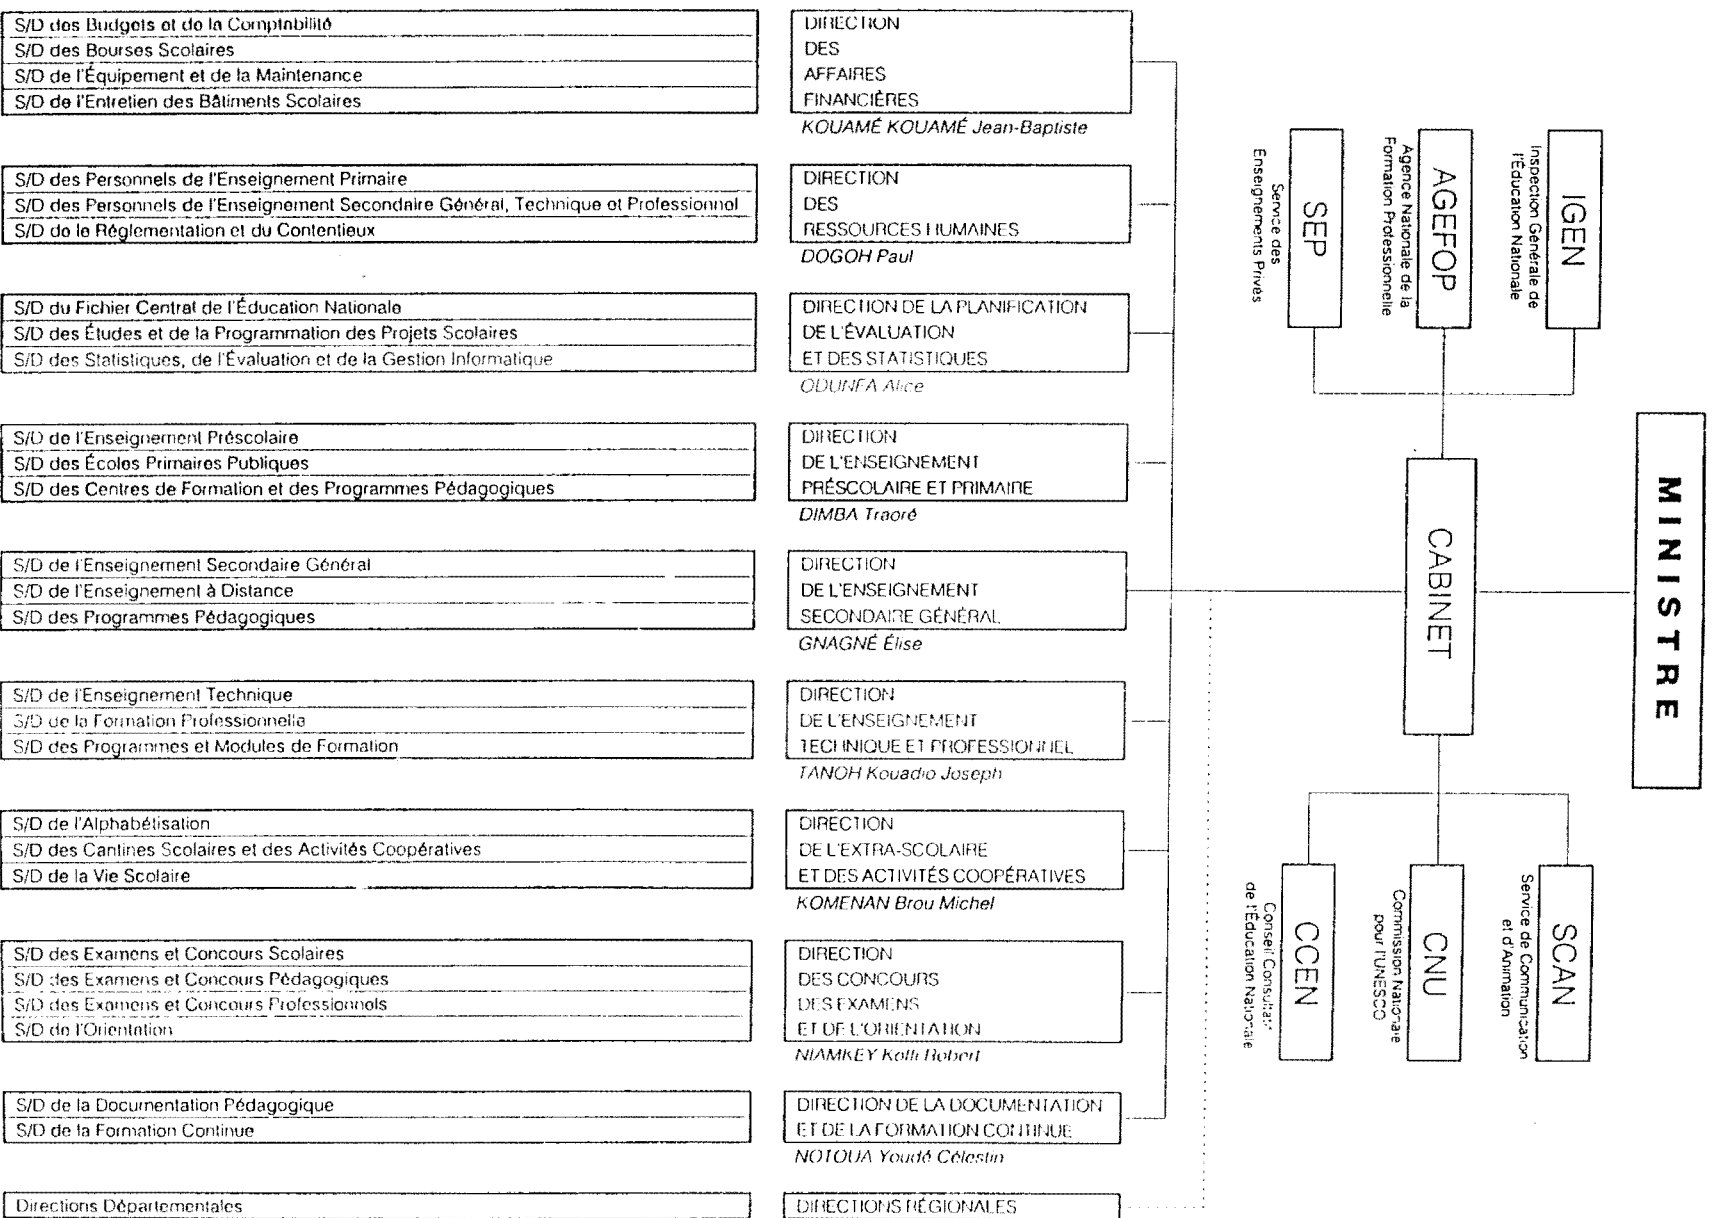 S/D des Budgets et de la Comptabilité
S/D des Bourses Scolaires
S/D de l'Équipement et de la Maintenance
S/D de l'Entretien des Bâtiments Scolaires
DIRECTION
DES
AFFAIRES
FINANCIÈRES
KOUAMÉ KOUAMÉ Jean-Baptiste
S/D des Personnels de l'Enseignement Primaire
S/D des Personnels de l'Enseignement Secondaire Général, Technique et Professionnel
S/D de le Réglementation et du Contentieux
DIRECTION
DES
RESSOURCES HUMAINES
DOGOH Paul
S/D du Fichier Central de l'Éducation Nationale
S/D des Études et de la Programmation des Projets Scolaires
S/D des Statistiques, de l'Évaluation et de la Gestion Informatique
DIRECTION DE LA PLANIFICATION
DE L'ÉVALUATION
ET DES STATISTIQUES
ODUNFA Alice
S/D de l'Enseignement Préscolaire
S/D des Écoles Primaires Publiques
S/D des Centres de Formation et des Programmes Pédagogiques
DIRECTION
DE L'ENSEIGNEMENT
PRÉSCOLAIRE ET PRIMAIRE
DIMBA Traoré
S/D de l'Enseignement Secondaire Général
S/D de l'Enseignement à Distance
S/D des Programmes Pédagogiques
DIRECTION
DE L'ENSEIGNEMENT
SECONDAIRE GÉNÉRAL
GNAGNÉ Élise
S/D de l'Enseignement Technique
S/D de la Formation Professionnelle
S/D des Programmes et Modules de Formation
DIRECTION
DE L'ENSEIGNEMENT
TECHNIQUE ET PROFESSIONNEL
TANOH Kouadio Joseph
S/D de l'Alphabétisation
S/D des Cantines Scolaires et des Activités Coopératives
S/D de la Vie Scolaire
DIRECTION
DE L'EXTRA-SCOLAIRE
ET DES ACTIVITÉS COOPÉRATIVES
KOMENAN Brou Michel
S/D des Examens et Concours Scolaires
S/D des Examens et Concours Pédagogiques
S/D des Examens et Concours Professionnels
S/D de l'Orientation
DIRECTION
DES CONCOURS
DES EXAMENS
ET DE L'ORIENTATION
NIAMKEY Koffi Robert
S/D de la Documentation Pédagogique
S/D de la Formation Continue
DIRECTION DE LA DOCUMENTATION
ET DE LA FORMATION CONTINUE
NOTOUA Youdé Célestin
Directions Départementales
DIRECTIONS RÉGIONALES
MINISTRE
CABINET
IGEN
Inspection Générale de
l'Éducation Nationale
AGEFOP
Agence Nationale de la
Formation Professionnelle
SEP
Service des
Enseignements Privés
SCAN
Service de Communication
et d'Animation
CNU
Commission Nationale
pour l'UNESCO
CCEN
Conseil Consultatif
de l'Éducation Nationale